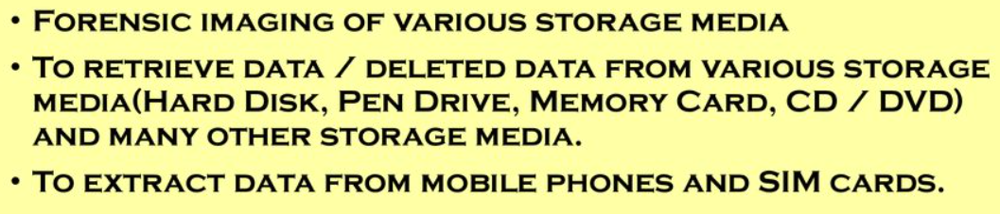 • Forensic imaging of various storage media
• To retrieve data / deleted data from various storage
media(Hard Disk, Pen Drive, Memory Card, CD / DVD)
and many other storage media.
• To extract data from mobile phones and SIM cards.